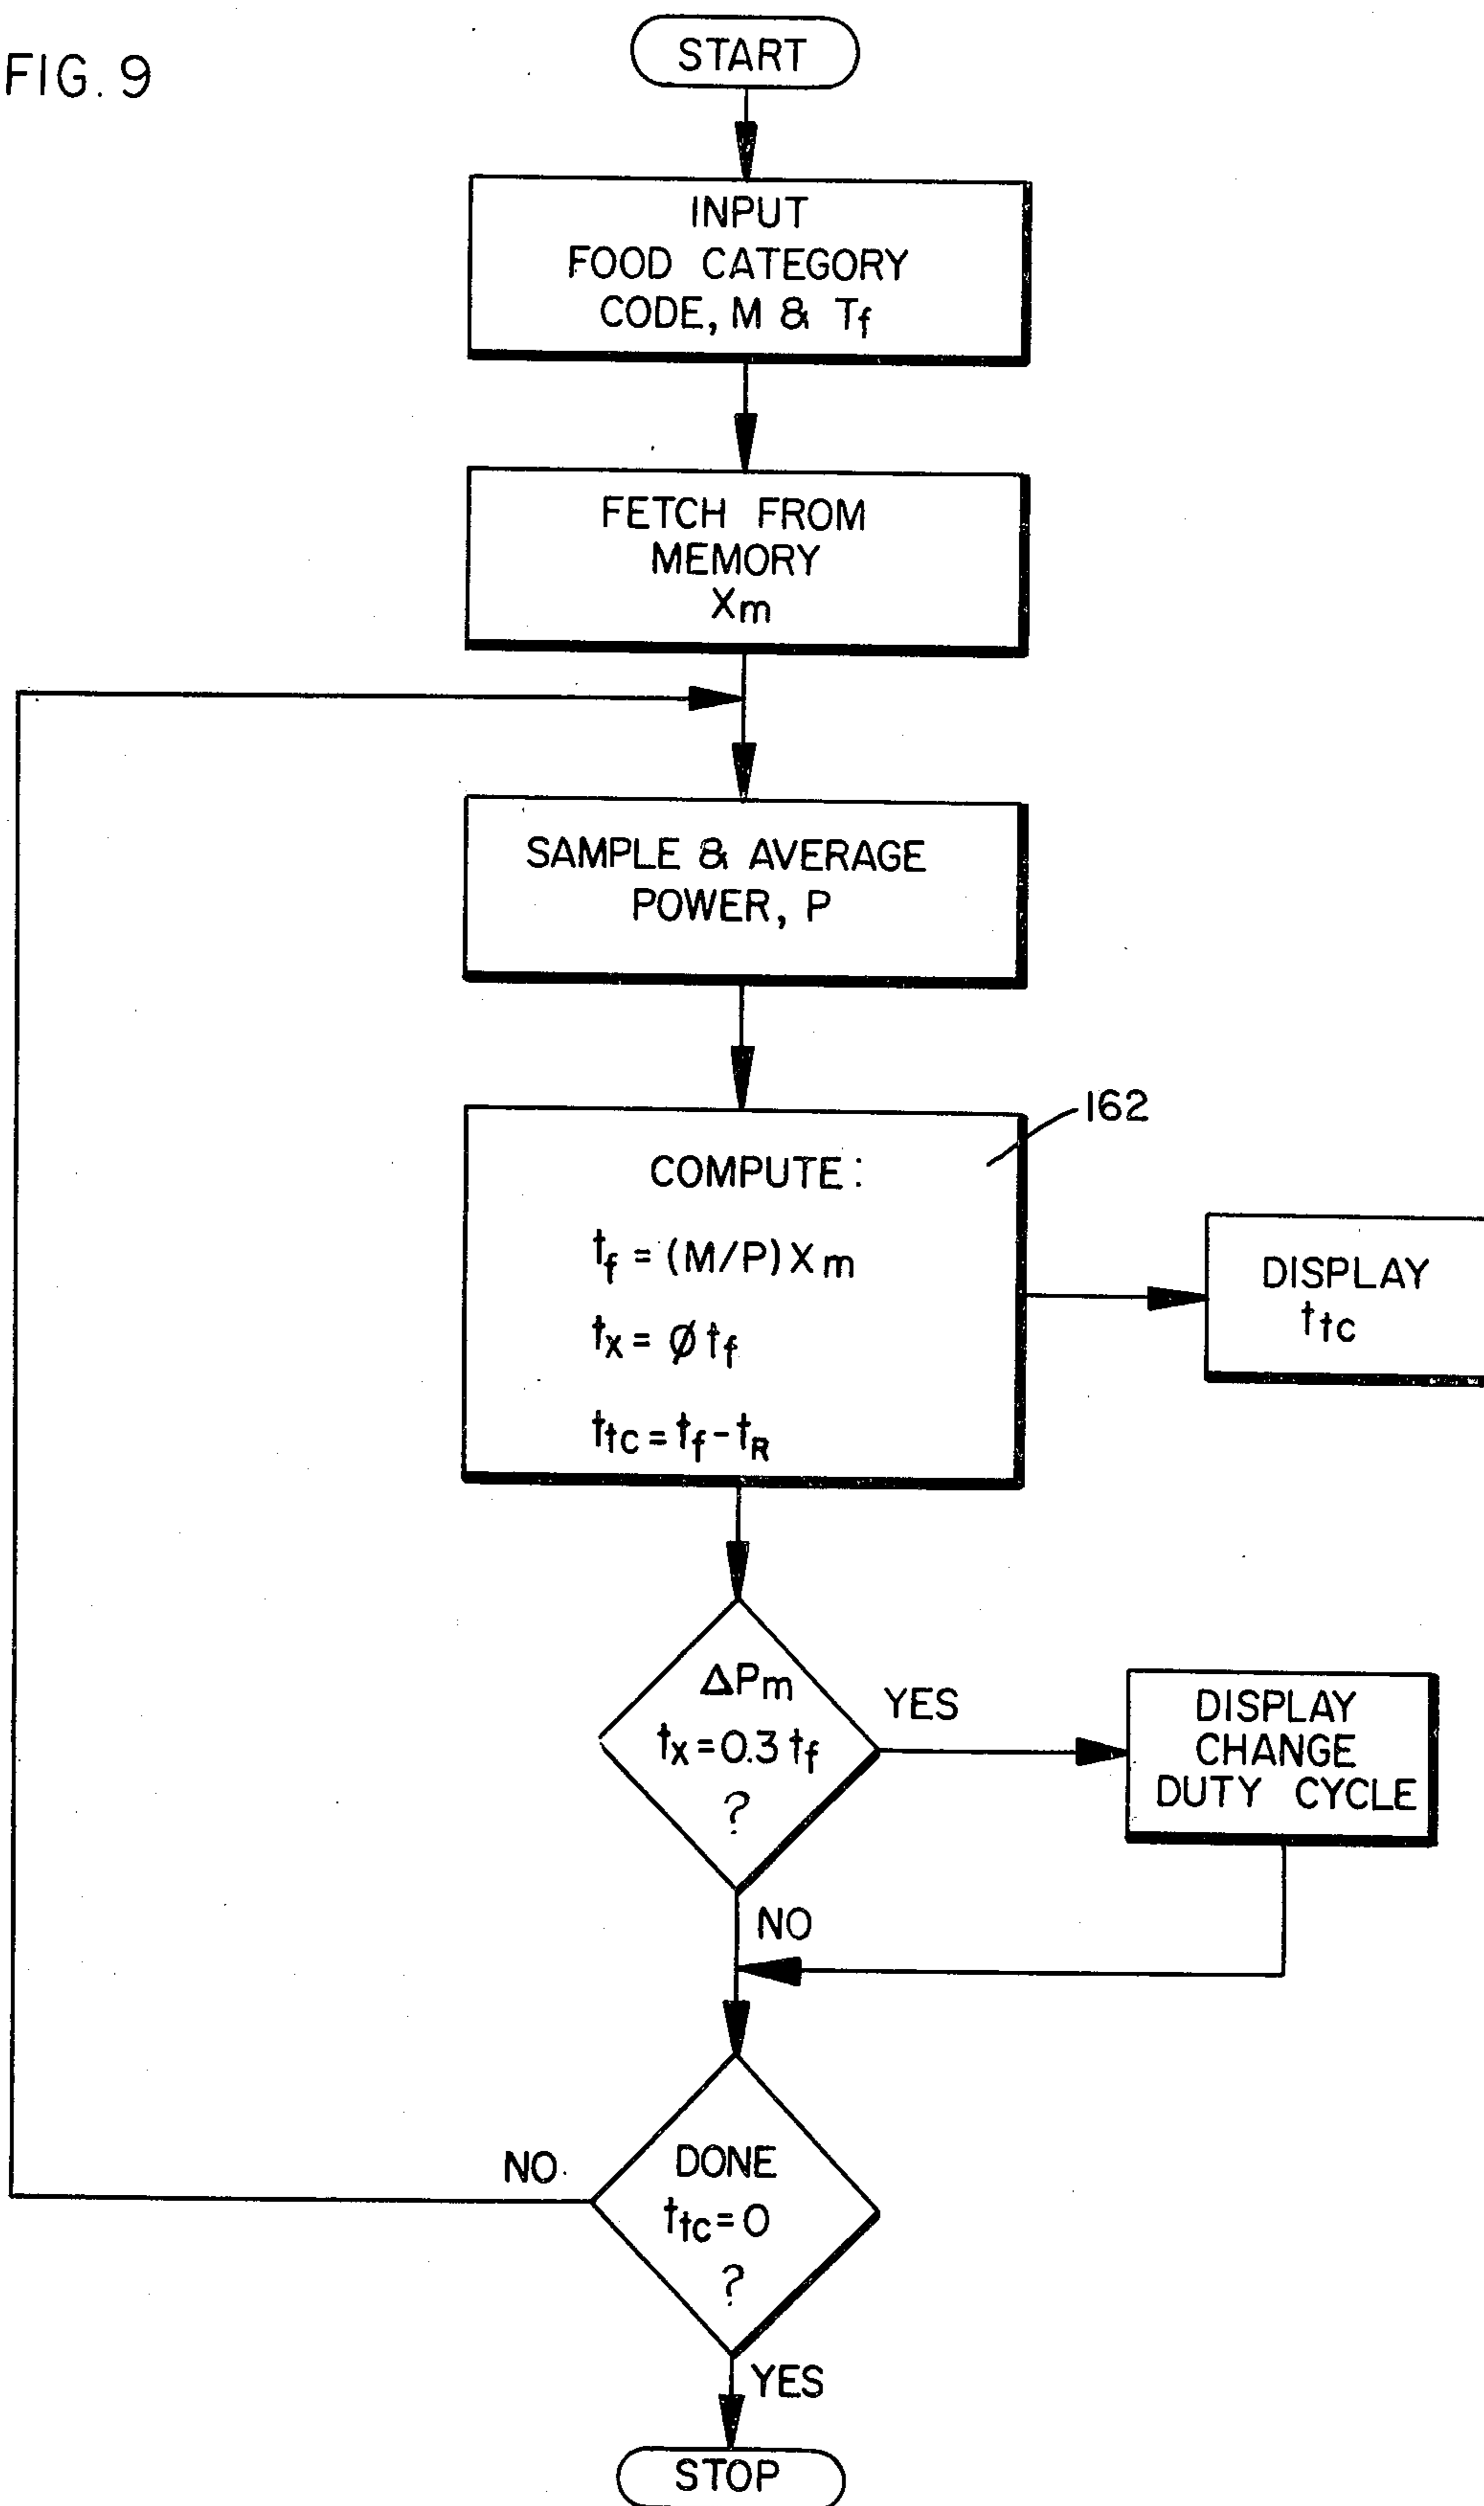 FIG. 9
START
INPUT
FOOD CATEGORY
CODE, M & Tf
FETCH FROM
MEMORY
Xm
SAMPLE & AVERAGE
POWER, P
162
COMPUTE:
tf = (M/P) Xm
tx = Ø tf
ttc = tf - tR
DISPLAY
ttc
ΔPm
tx = 0.3 tf
?
YES
DISPLAY
CHANGE
DUTY CYCLE
NO
DONE
ttc = 0
?
NO
YES
STOP